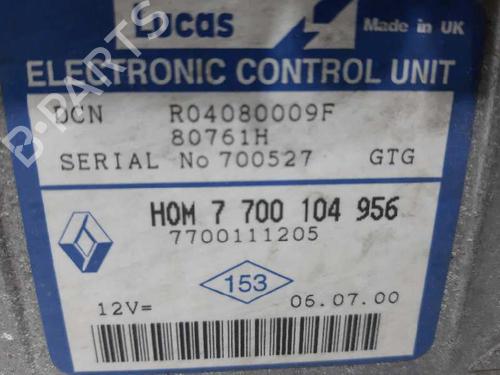 Lucas
Made in UK
ELECTRONIC CONTROL UNIT
DCN R04080009F
80761H
SERIAL No 700527 GTG
HOM 7 700 104 956
7700111205
153
12V= 06.07.00
B-PARTS